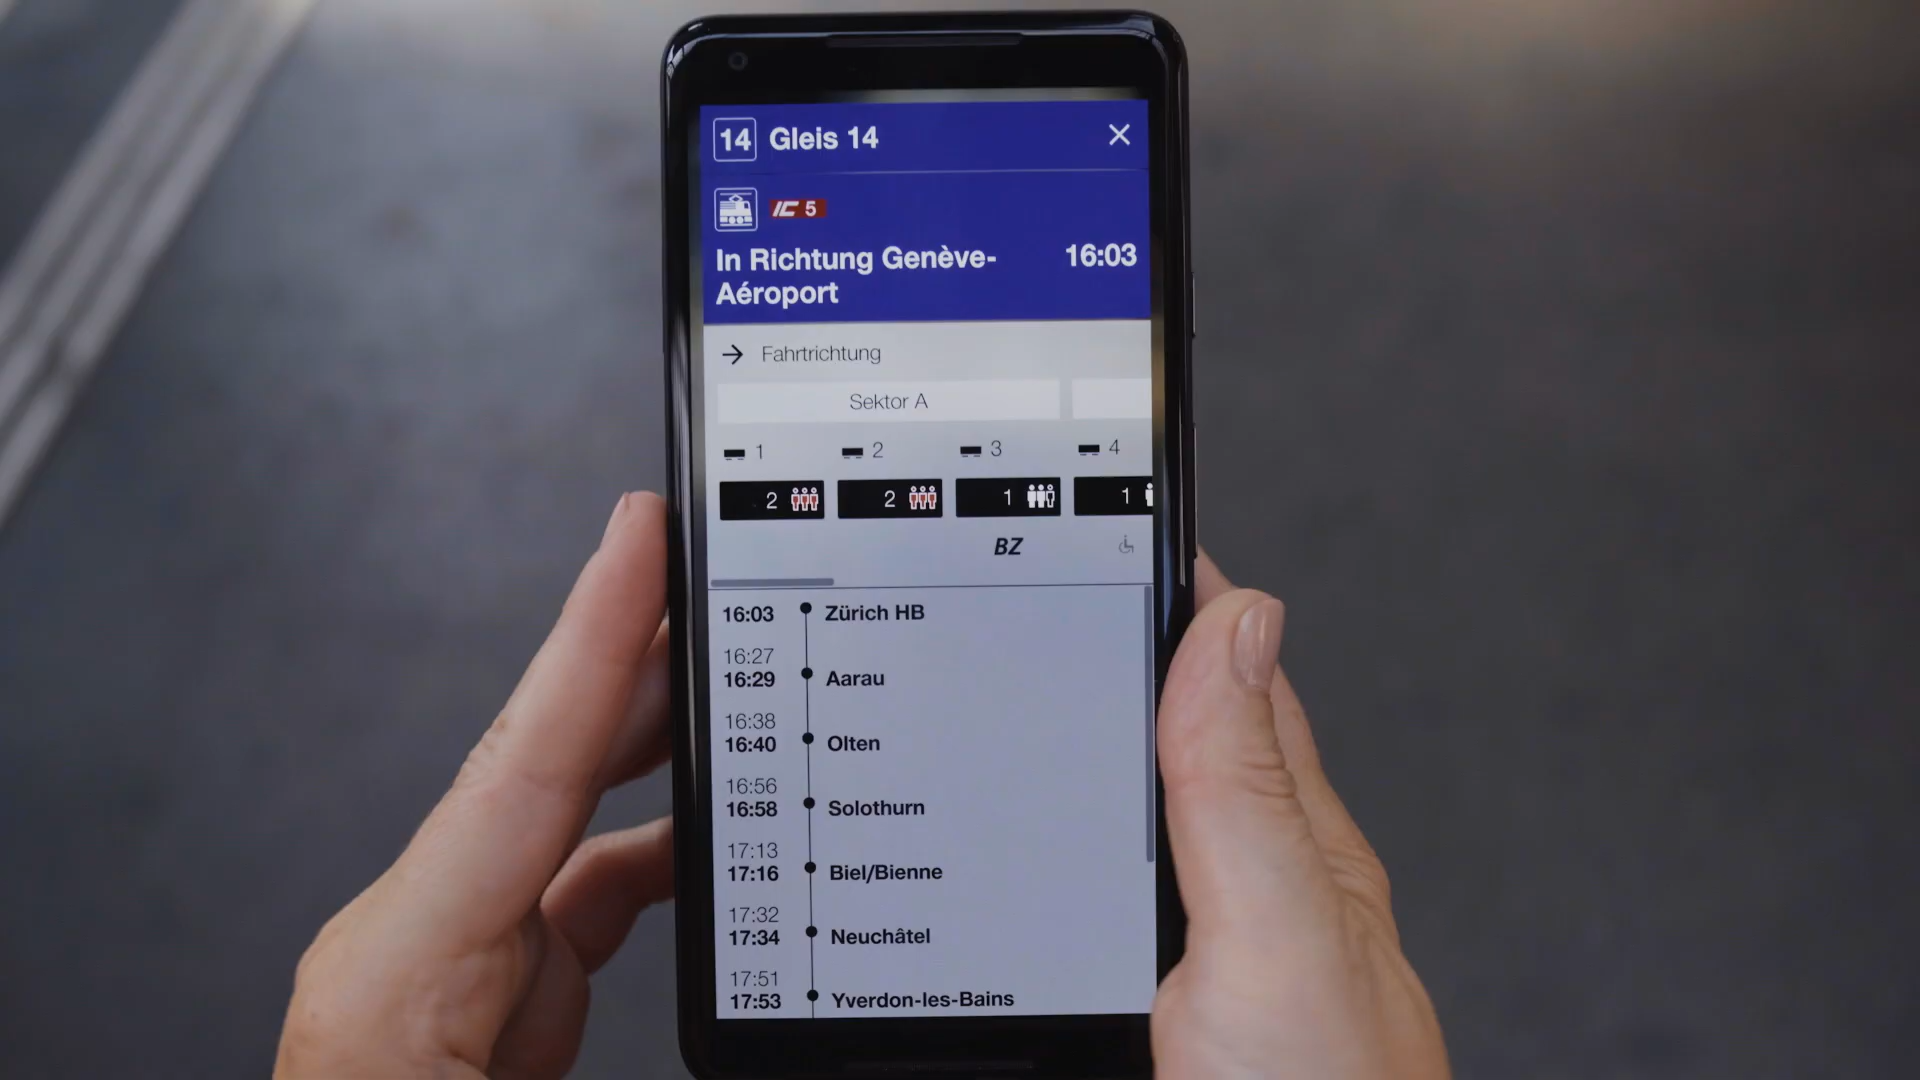 14 Gleis 14
IC 5
In Richtung Genève-
Aéroport
16:03
Fahrtrichtung
Sektor A
1 2 3 4
2 2 1 1
BZ
16:03 Zürich HB
16:27
16:29 Aarau
16:38
16:40 Olten
16:56
16:58 Solothurn
17:13
17:16 Biel/Bienne
17:32
17:34 Neuchâtel
17:51
17:53 Yverdon-les-Bains